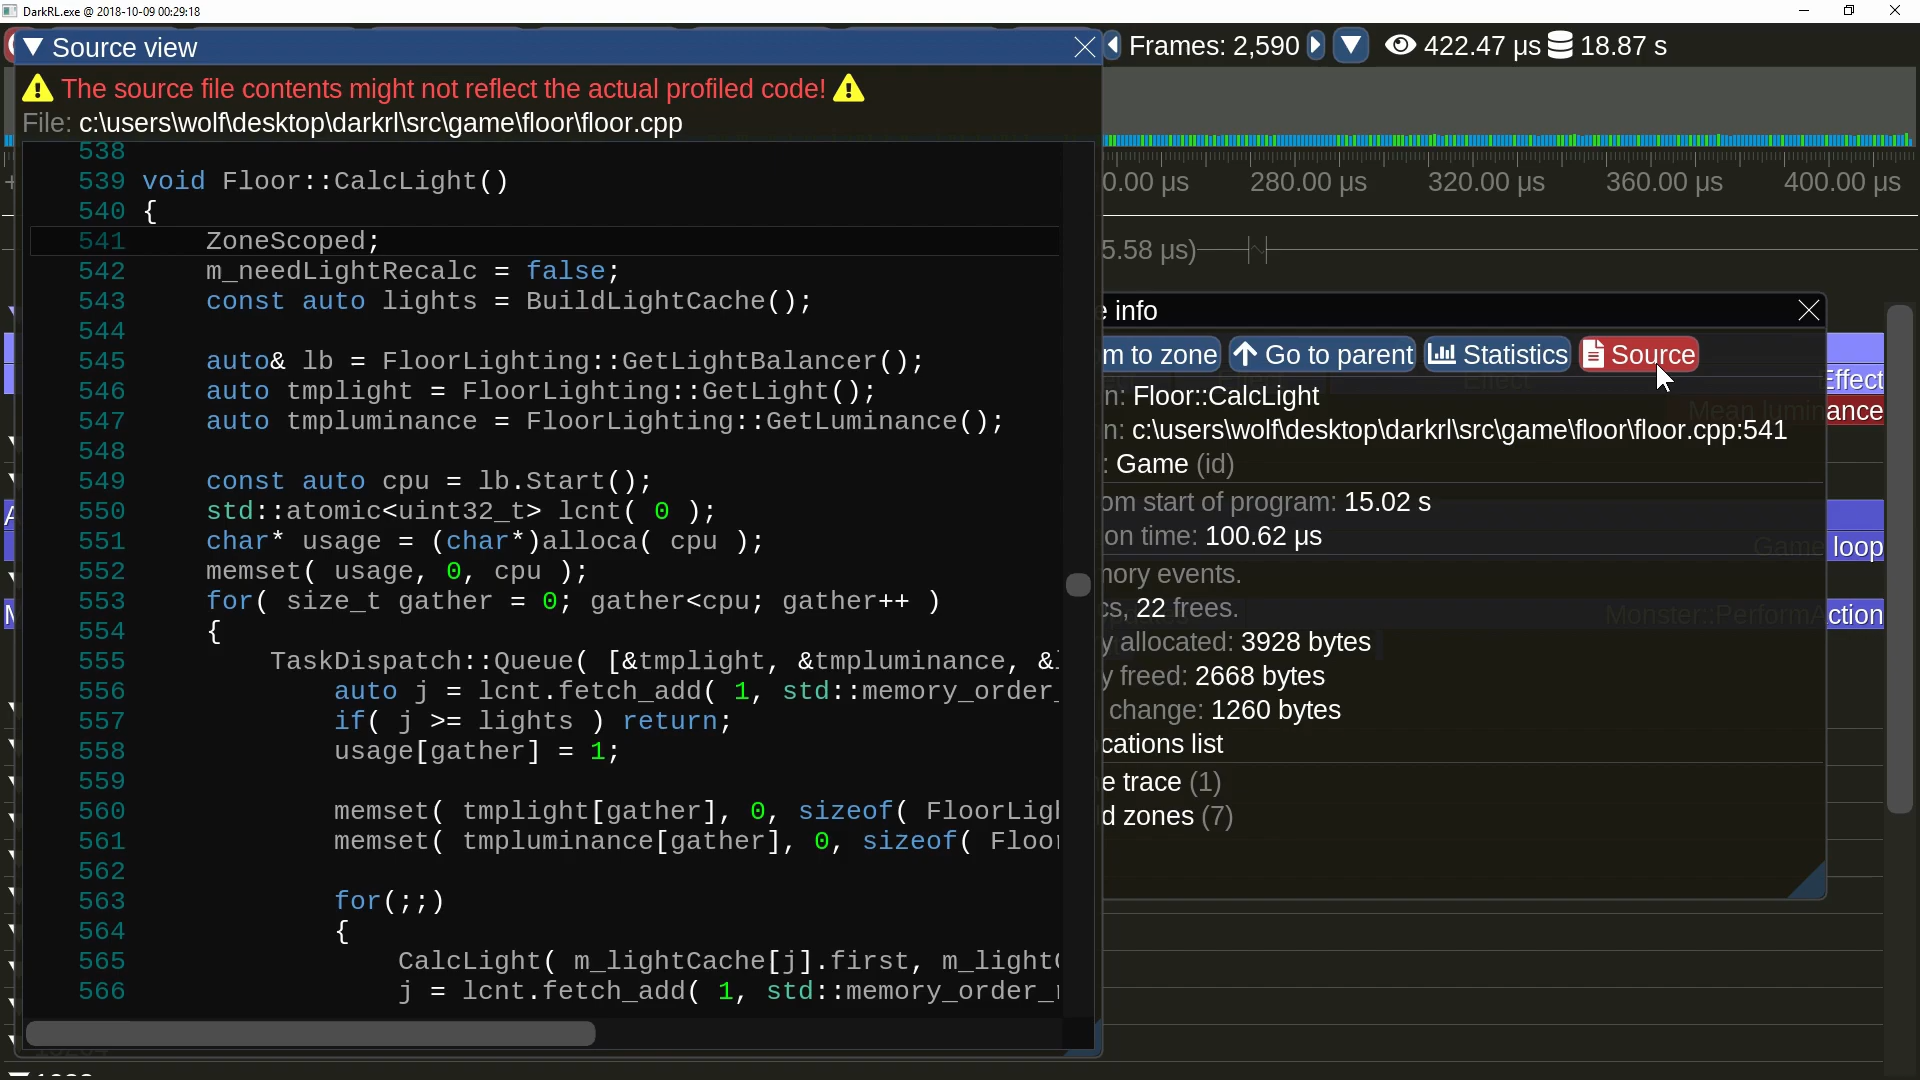 DarkRL.exe @ 2018-10-09 00:29:18
Source view
Frames: 2,590
422.47 µs
18.87 s
The source file contents might not reflect the actual profiled code!
File: c:\users\wolf\desktop\darkrl\src\game\floor\floor.cpp
538
539 void Floor::CalcLight()
540 {
541 ZoneScoped;
542 m_needLightRecalc = false;
543 const auto lights = BuildLightCache();
544
545 auto& lb = FloorLighting::GetLightBalancer();
546 auto tmplight = FloorLighting::GetLight();
547 auto tmpluminance = FloorLighting::GetLuminance();
548
549 const auto cpu = lb.Start();
550 std::atomic<uint32_t> lcnt( 0 );
551 char* usage = (char*)alloca( cpu );
552 memset( usage, 0, cpu );
553 for( size_t gather = 0; gather<cpu; gather++ )
554 {
555 TaskDispatch::Queue( [&tmplight, &tmpluminance, &
556 auto j = lcnt.fetch_add( 1, std::memory_order_
557 if( j >= lights ) return;
558 usage[gather] = 1;
559
560 memset( tmplight[gather], 0, sizeof( FloorLigh
561 memset( tmpluminance[gather], 0, sizeof( Floor
562
563 for(;;)
564 {
565 CalcLight( m_lightCache[j].first, m_light
566 j = lcnt.fetch_add( 1, std::memory_order_
0.00 µs 280.00 µs 320.00 µs 360.00 µs 400.00 µs
5.58 µs)
e info
m to zone Go to parent Statistics Source
n: Floor::CalcLight
n: c:\users\wolf\desktop\darkrl\src\game\floor\floor.cpp:541
: Game (id)
om start of program: 15.02 s
on time: 100.62 µs
ory events.
cs, 22 frees.
y allocated: 3928 bytes
y freed: 2668 bytes
change: 1260 bytes
cations list
e trace (1)
d zones (7)
Effect
Mean luminance
Game loop
Monster::PerformAction